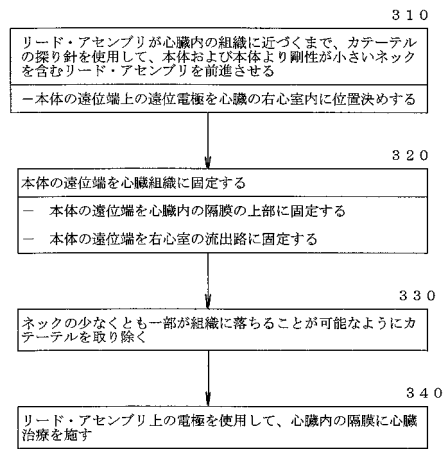 310
リード・アセンブリが心臓内の組織に近づくまで、カテーテル
の探り針を使用して、本体および本体より剛性が小さいネック
を含むリード・アセンブリを前進させる
－本体の遠位端上の遠位電極を心臓の右心室内に位置決めする
320
本体の遠位端を心臓組織に固定する
－ 本体の遠位端を心臓内の隔膜の上部に固定する
－ 本体の遠位端を右心室の流出路に固定する
330
ネックの少なくとも一部が組織に落ちることが可能なようにカ
テーテルを取り除く
340
リード・アセンブリ上の電極を使用して、心臓内の隔膜に心臓
治療を施す